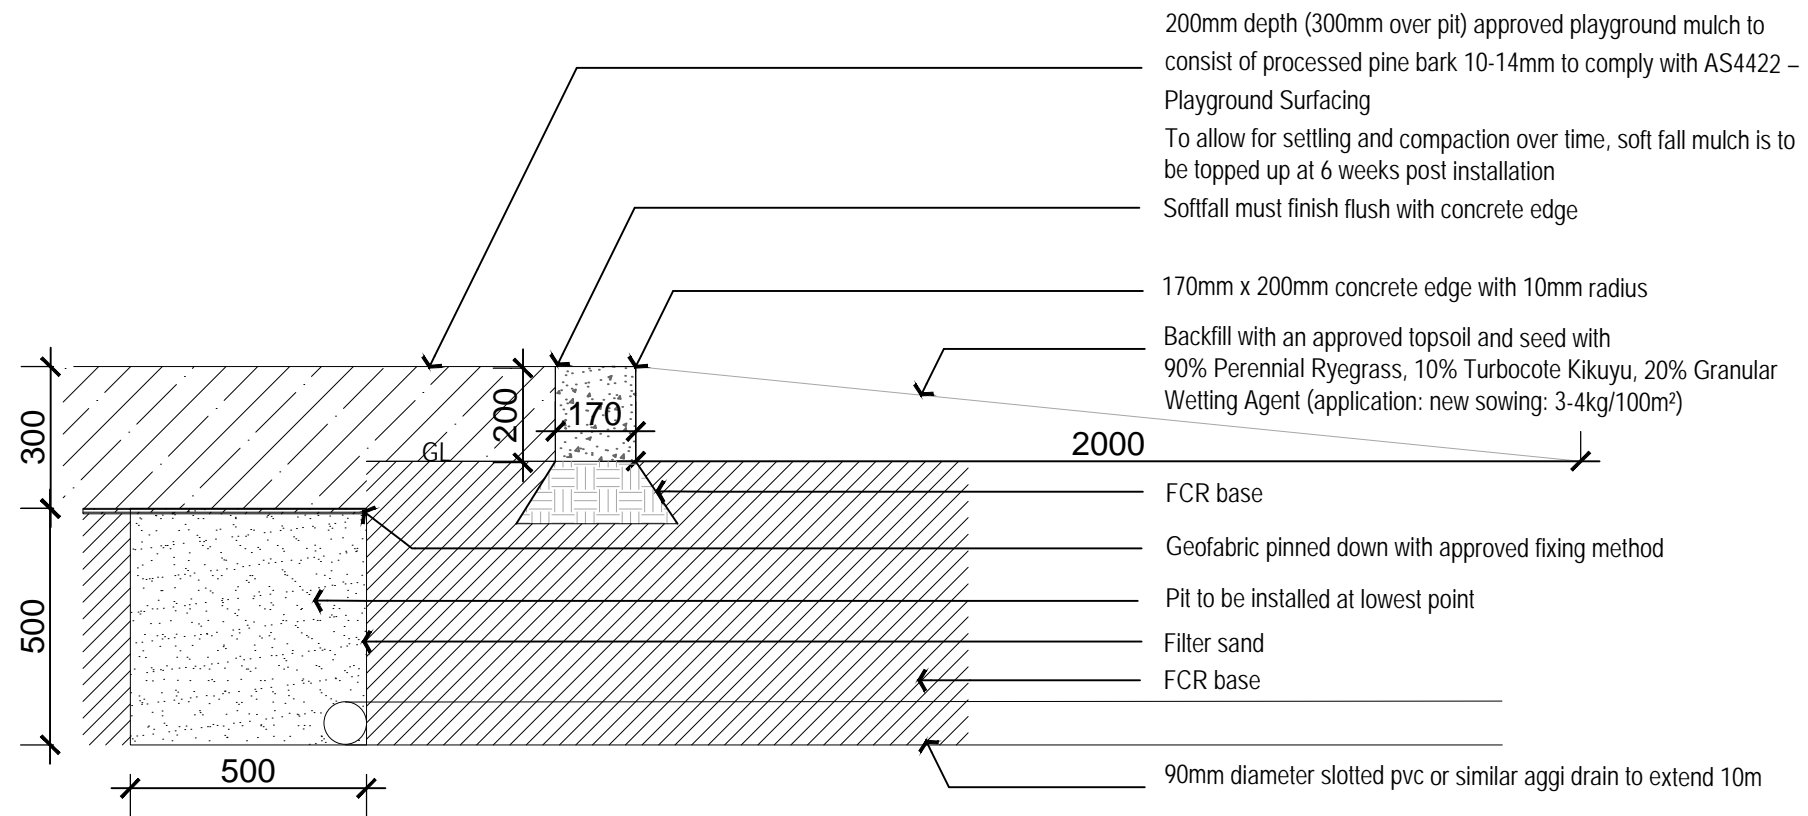 200mm depth (300mm over pit) approved playground mulch to
consist of processed pine bark 10-14mm to comply with AS4422 –
Playground Surfacing
To allow for settling and compaction over time, soft fall mulch is to
be topped up at 6 weeks post installation
Softfall must finish flush with concrete edge
170mm x 200mm concrete edge with 10mm radius
Backfill with an approved topsoil and seed with
90% Perennial Ryegrass, 10% Turbocote Kikuyu, 20% Granular
Wetting Agent (application: new sowing: 3-4kg/100m²)
300
200
170
GL
2000
FCR base
Geofabric pinned down with approved fixing method
Pit to be installed at lowest point
500
Filter sand
FCR base
500
90mm diameter slotted pvc or similar aggi drain to extend 10m